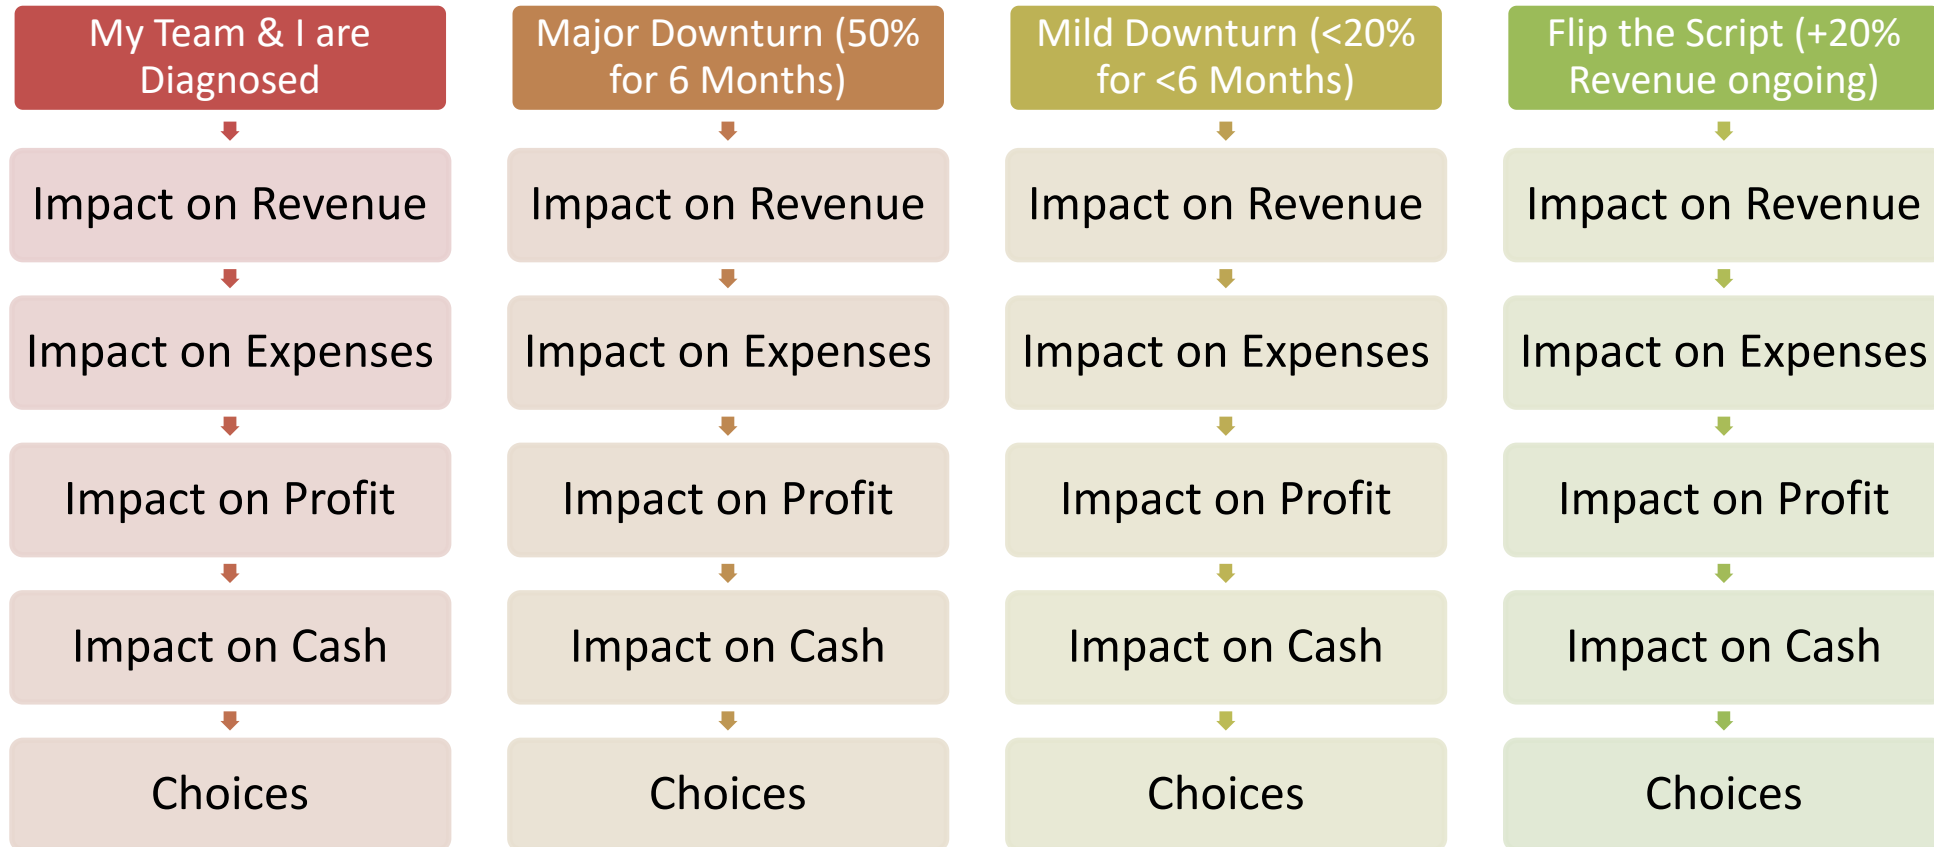 My Team & I are
Diagnosed
Impact on Revenue
Impact on Expenses
Impact on Profit
Impact on Cash
Choices
Major Downturn (50%
for 6 Months)
Impact on Revenue
Impact on Expenses
Impact on Profit
Impact on Cash
Choices
Mild Downturn (<20%
for <6 Months)
Impact on Revenue
Impact on Expenses
Impact on Profit
Impact on Cash
Choices
Flip the Script (+20%
Revenue ongoing)
Impact on Revenue
Impact on Expenses
Impact on Profit
Impact on Cash
Choices